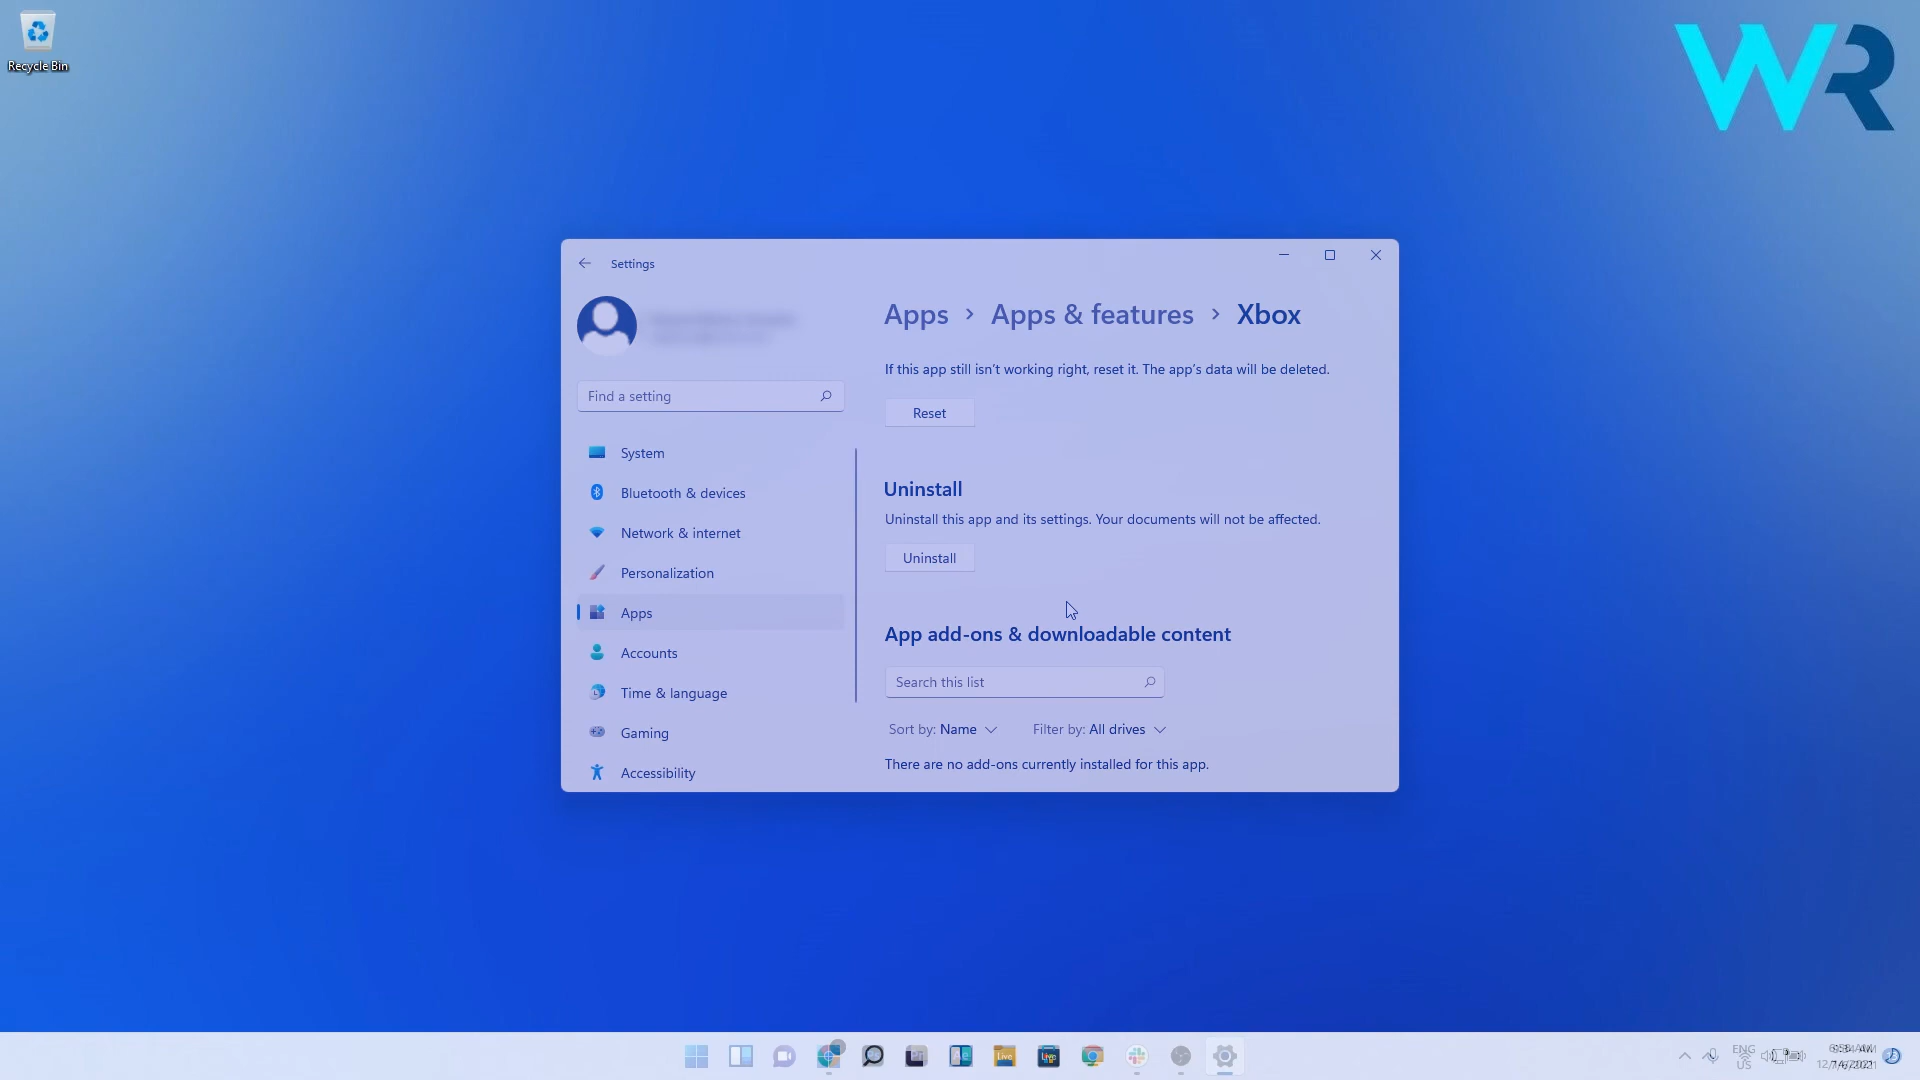 Recycle Bin
WR
Settings
Apps > Apps & features > Xbox
If this app still isn't working right, reset it. The app's data will be deleted.
Find a setting
Reset
System
Uninstall
Bluetooth & devices
Uninstall this app and its settings. Your documents will not be affected.
Network & internet
Uninstall
Personalization
Apps
App add-ons & downloadable content
Accounts
Search this list
Time & language
Sort by: Name
Filter by: All drives
Gaming
There are no add-ons currently installed for this app.
Accessibility
Live
ENG
US